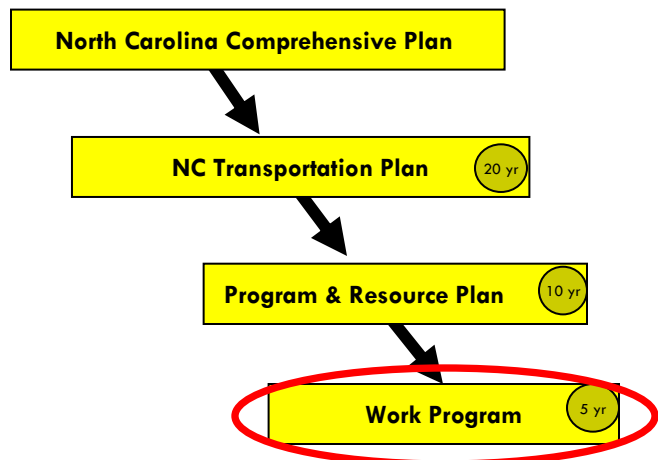 North Carolina Comprehensive Plan
NC Transportation Plan
20 yr
Program & Resource Plan
10 yr
Work Program
5 yr